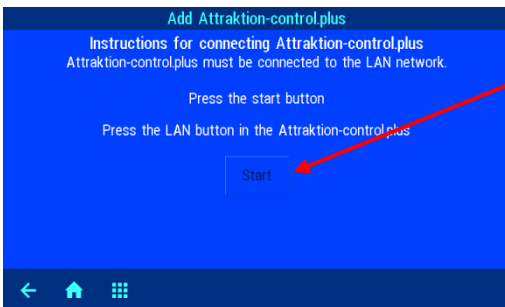 Add Attraktion-control.plus
Instructions for connecting Attraktion-control.plus
Attraktion-control.plus must be connected to the LAN network.
Press the start button
Press the LAN button in the Attraktion-control.plus
Start